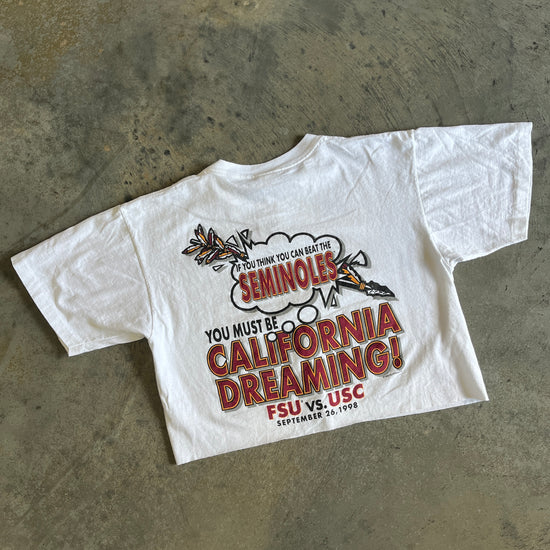 IF YOU THINK YOU CAN BEAT THE
SEMINOLES
YOU MUST BE
CALIFORNIA
DREAMING!
FSU VS. USC
SEPTEMBER 26, 1998